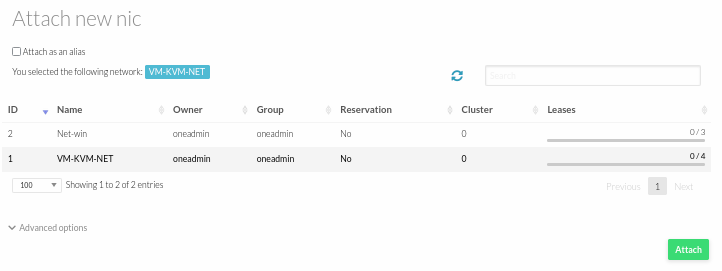 Attach new nic
Attach as an alias
You selected the following network: VM-KVM-NET
Search
ID Name Owner Group Reservation Cluster Leases
2 Net-win oneadmin oneadmin No 0 0 / 3
1 VM-KVM-NET oneadmin oneadmin No 0 0 / 4
100 Showing 1 to 2 of 2 entries Previous 1 Next
Advanced options
Attach